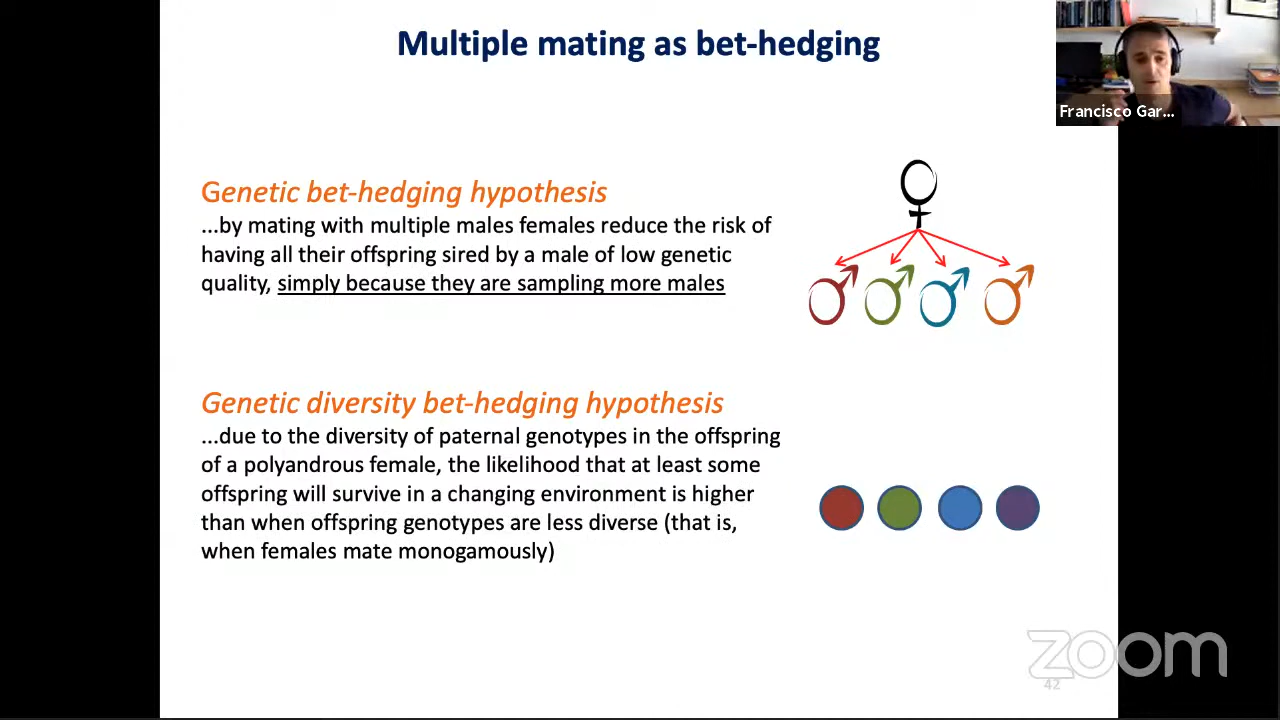 Multiple mating as bet-hedging
Francisco Gar...
Genetic bet-hedging hypothesis
...by mating with multiple males females reduce the risk of
having all their offspring sired by a male of low genetic
quality, simply because they are sampling more males
Genetic diversity bet-hedging hypothesis
...due to the diversity of paternal genotypes in the offspring
of a polyandrous female, the likelihood that at least some
offspring will survive in a changing environment is higher
than when offspring genotypes are less diverse (that is,
when females mate monogamously)
zoom
42